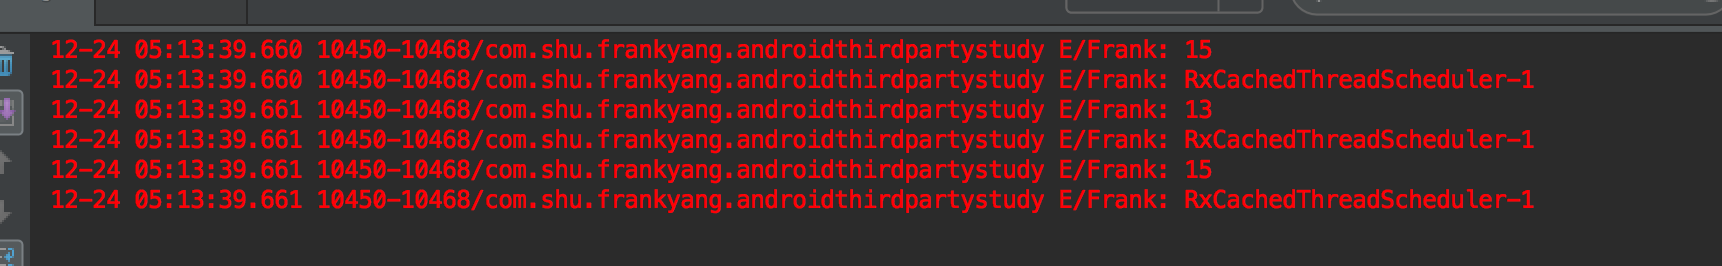 12-24 05:13:39.660 10450-10468/com.shu.frankyang.androidthirdpartystudy E/Frank: 15
12-24 05:13:39.660 10450-10468/com.shu.frankyang.androidthirdpartystudy E/Frank: RxCachedThreadScheduler-1
12-24 05:13:39.661 10450-10468/com.shu.frankyang.androidthirdpartystudy E/Frank: 13
12-24 05:13:39.661 10450-10468/com.shu.frankyang.androidthirdpartystudy E/Frank: RxCachedThreadScheduler-1
12-24 05:13:39.661 10450-10468/com.shu.frankyang.androidthirdpartystudy E/Frank: 15
12-24 05:13:39.661 10450-10468/com.shu.frankyang.androidthirdpartystudy E/Frank: RxCachedThreadScheduler-1